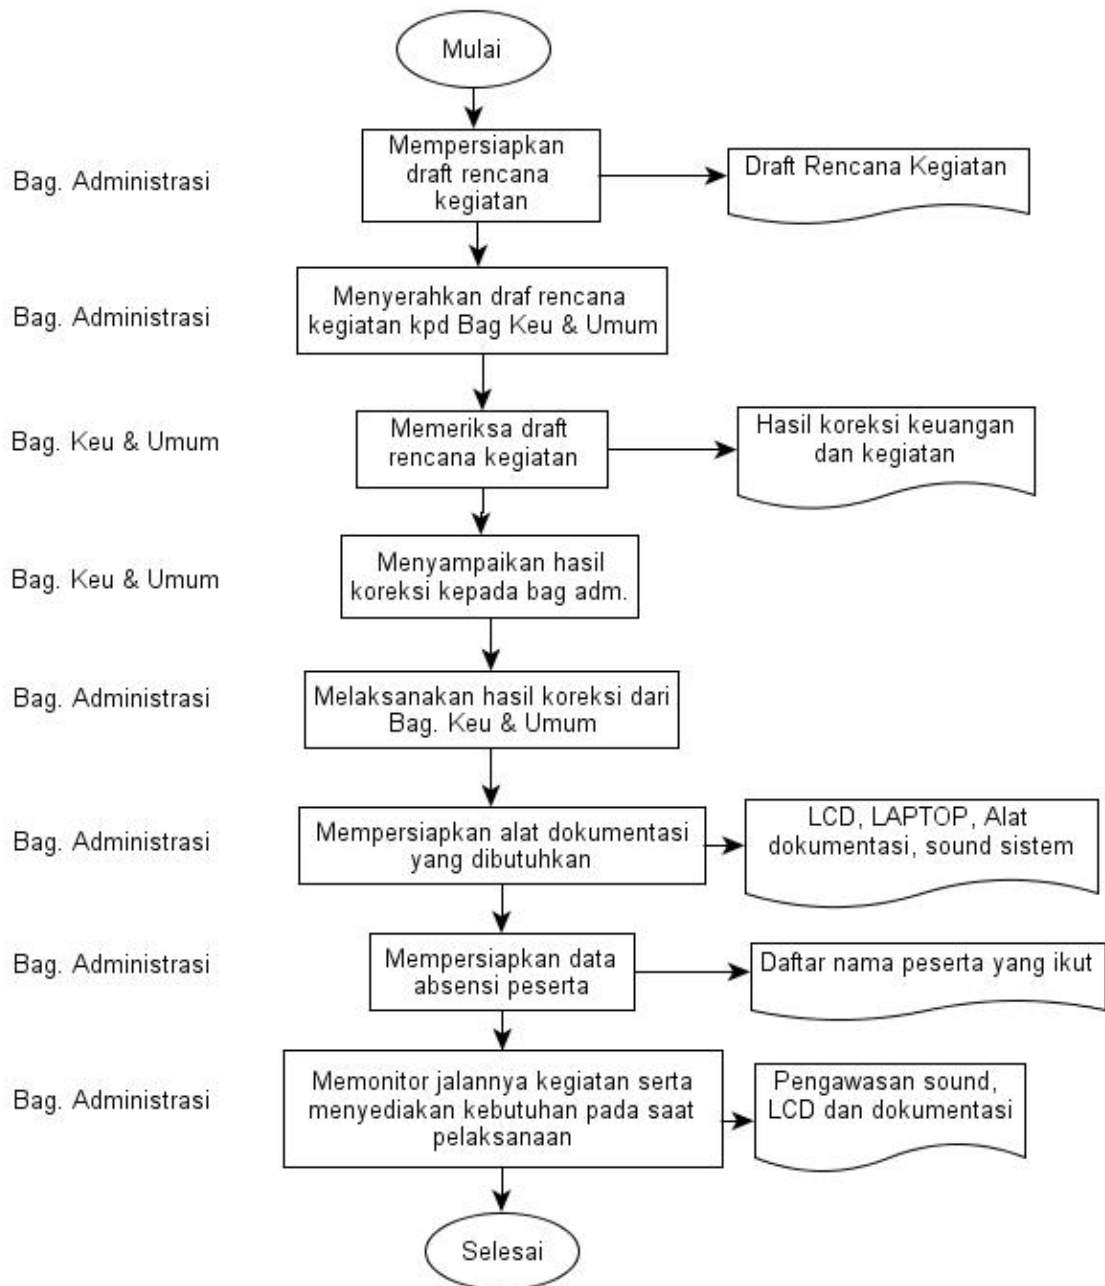 Mulai
Bag. Administrasi
Mempersiapkan
draft rencana
kegiatan
Draft Rencana Kegiatan
Bag. Administrasi
Menyerahkan draf rencana
kegiatan kpd Bag Keu & Umum
Bag. Keu & Umum
Memeriksa draft
rencana kegiatan
Hasil koreksi keuangan
dan kegiatan
Bag. Keu & Umum
Menyampaikan hasil
koreksi kepada bag adm.
Bag. Administrasi
Melaksanakan hasil koreksi dari
Bag. Keu & Umum
Bag. Administrasi
Mempersiapkan alat dokumentasi
yang dibutuhkan
LCD, LAPTOP, Alat
dokumentasi, sound sistem
Bag. Administrasi
Mempersiapkan data
absensi peserta
Daftar nama peserta yang ikut
Bag. Administrasi
Memonitor jalannya kegiatan serta
menyediakan kebutuhan pada saat
pelaksanaan
Pengawasan sound,
LCD dan dokumentasi
Selesai